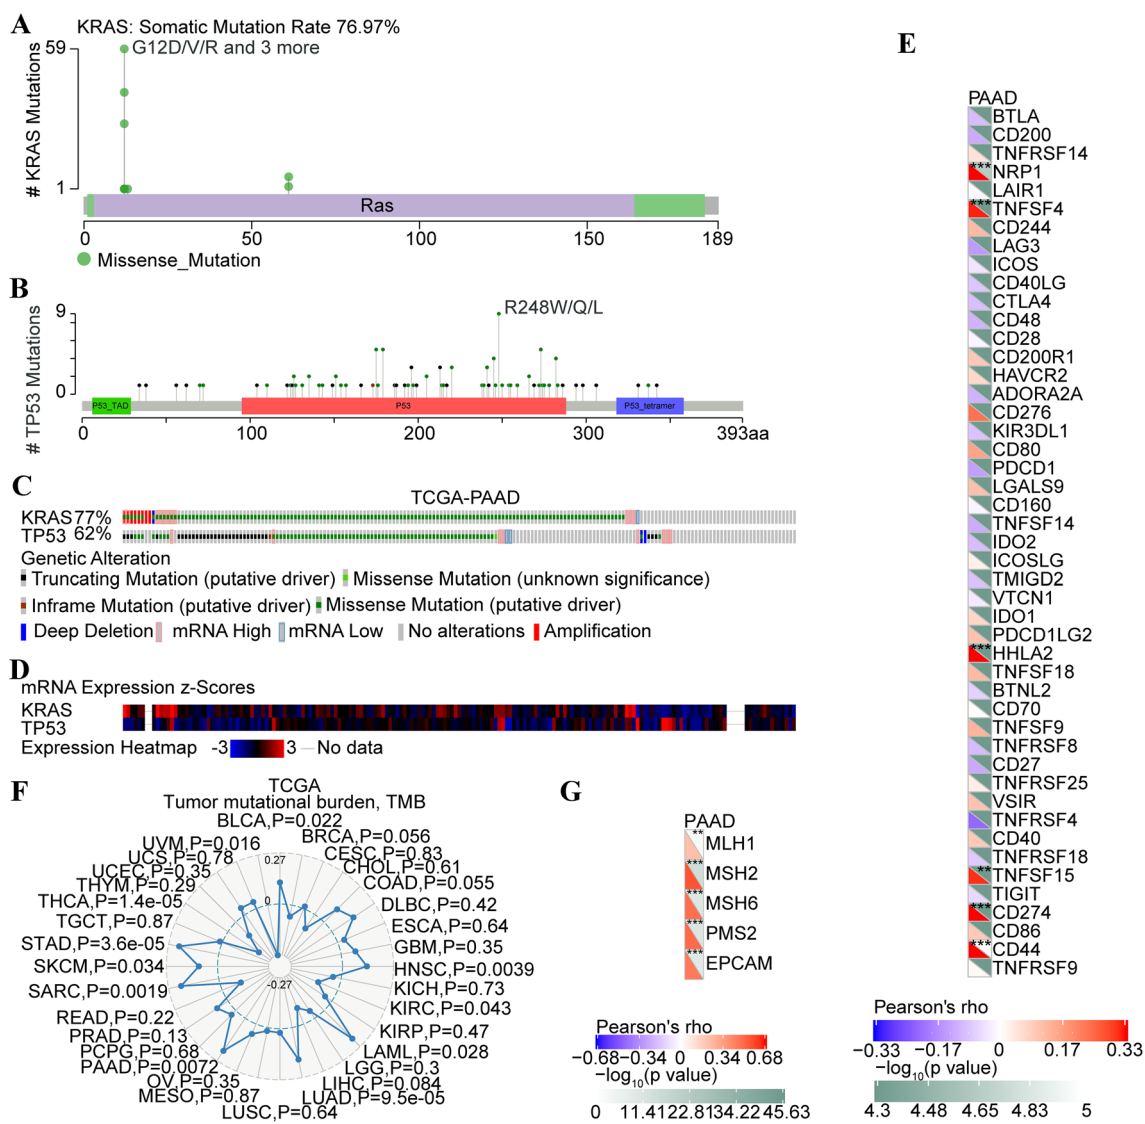 A
KRAS: Somatic Mutation Rate 76.97%
G12D/V/R and 3 more
# KRAS Mutations
59
1
Ras
0 50 100 150 189
Missense_Mutation
B
# TP53 Mutations
9
0
R248W/Q/L
P53_TAD P53 P53_tetramer
0 100 200 300 393aa
C
TCGA-PAAD
KRAS 77%
TP53 62%
Genetic Alteration
Truncating Mutation (putative driver) Missense Mutation (unknown significance)
Inframe Mutation (putative driver) Missense Mutation (putative driver)
Deep Deletion mRNA High mRNA Low No alterations Amplification
D
mRNA Expression z-Scores
KRAS
TP53
Expression Heatmap -3 3 No data
E
PAAD
BTLA
CD200
TNFRSF14
*** NRP1
LAIR1
*** TNFSF4
CD244
LAG3
ICOS
CD40LG
CTLA4
CD48
CD28
CD200R1
HAVCR2
ADORA2A
CD276
KIR3DL1
CD80
PDCD1
LGALS9
CD160
TNFSF14
IDO2
ICOSLG
TMIGD2
VTCN1
IDO1
PDCD1LG2
*** HHLA2
TNFSF18
BTNL2
CD70
TNFSF9
TNFRSF8
CD27
TNFRSF25
VSIR
TNFRSF4
CD40
TNFRSF18
** TNFSF15
TIGIT
*** CD274
CD86
*** CD44
TNFRSF9
Pearson's rho
−0.33 −0.17 0 0.17 0.33
−log10(p value)
4.3 4.48 4.65 4.83 5
F
TCGA
Tumor mutational burden, TMB
BLCA,P=0.022
BRCA,P=0.056
CESC,P=0.83
CHOL,P=0.61
COAD,P=0.055
DLBC,P=0.42
ESCA,P=0.64
GBM,P=0.35
HNSC,P=0.0039
KICH,P=0.73
KIRC,P=0.043
KIRP,P=0.47
LAML,P=0.028
LGG,P=0.3
LIHC,P=0.084
LUAD,P=9.5e-05
LUSC,P=0.64
MESO,P=0.87
OV,P=0.35
PAAD,P=0.0072
PCPG,P=0.68
PRAD,P=0.13
READ,P=0.22
SARC,P=0.0019
SKCM,P=0.034
STAD,P=3.6e-05
TGCT,P=0.87
THCA,P=1.4e-05
THYM,P=0.29
UCEC,P=0.35
UCS,P=0.78
UVM,P=0.016
0.27
0
-0.27
G
PAAD
** MLH1
*** MSH2
*** MSH6
*** PMS2
*** EPCAM
Pearson's rho
−0.68 −0.34 0 0.34 0.68
−log10(p value)
0 11.41 22.81 34.22 45.63